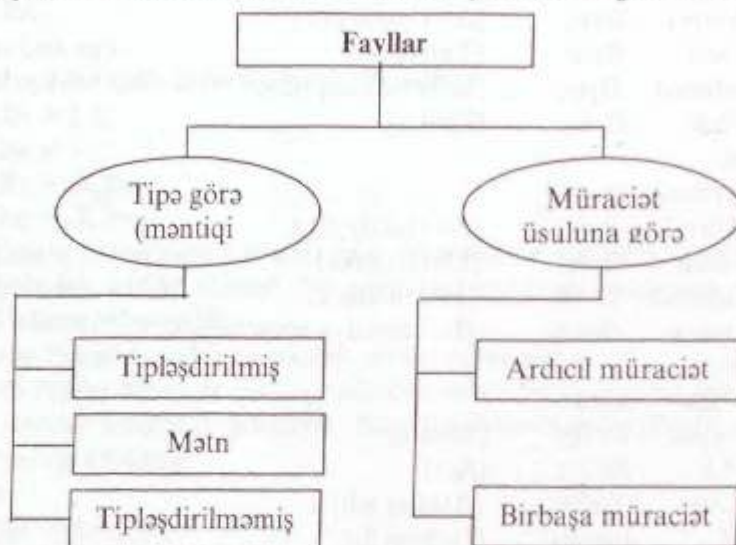 Fayllar
Tipə görə
(məntiqi
Müraciət
üsuluna görə
Tipləşdirilmiş
Mətn
Tipləşdirilməmiş
Ardıcıl müraciət
Birbaşa müraciət